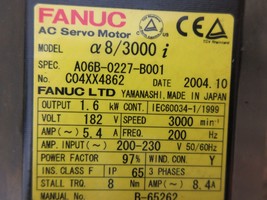 FANUC
AC Servo Motor
MODEL α8/3000 i
SPEC. A06B-0227-B001
No. C04XX4862 DATE 2004.10
FANUC LTD YAMANASHI, MADE IN JAPAN
OUTPUT 1.6 kW CONT. IEC60034-1/1999
VOLT 182 V SPEED 3000 min⁻¹
AMP(~) 5.4 A FREQ. 200 Hz
AMP. INPUT(~) 200-230 V 50/60Hz
POWER FACTOR 97% WIND. CON. Y
INS. CLASS F IP 65 3 PHASES
STALL TRQ. 8 Nm AMP(~) 8.4A
MANUAL No. B-65262